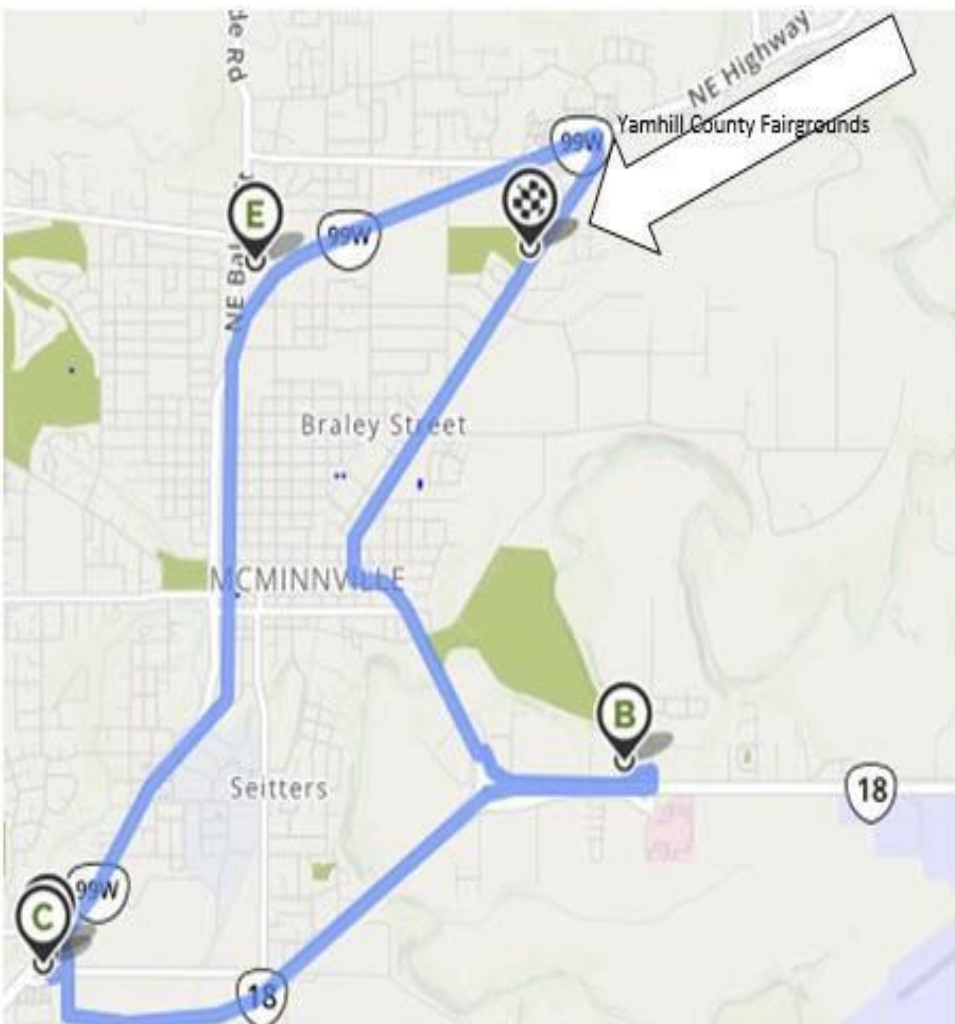 de Rd
NE Highway
Yamhill County Fairgrounds
99W
E
99W
NE Ba
Braley Street
MCMINNVILLE
B
Seitters
18
99W
C
18